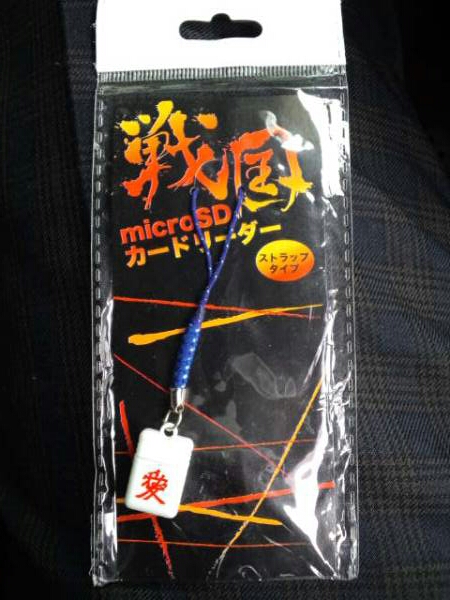 戦国
microSD
カードリーダー
ストラップ
タイプ
愛